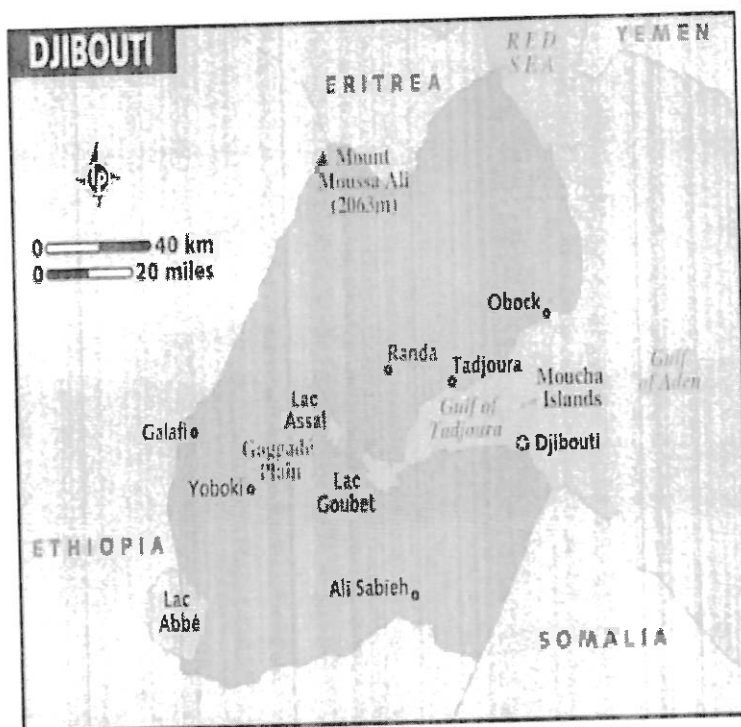 DJIBOUTI
RED
SEA
YEMEN
ERITREA
Mount
Moussa Ali
(2063m)
lp
0 40 km
0 20 miles
Obock
Randa
Tadjoura
Gulf
of Aden
Moucha
Islands
Lac
Assal
Gulf of
Tadjoura
Galafi
Djibouti
Gaggadé
Plain
Yoboki
Lac
Goubet
ETHIOPIA
Ali Sabieh
Lac
Abbé
SOMALIA